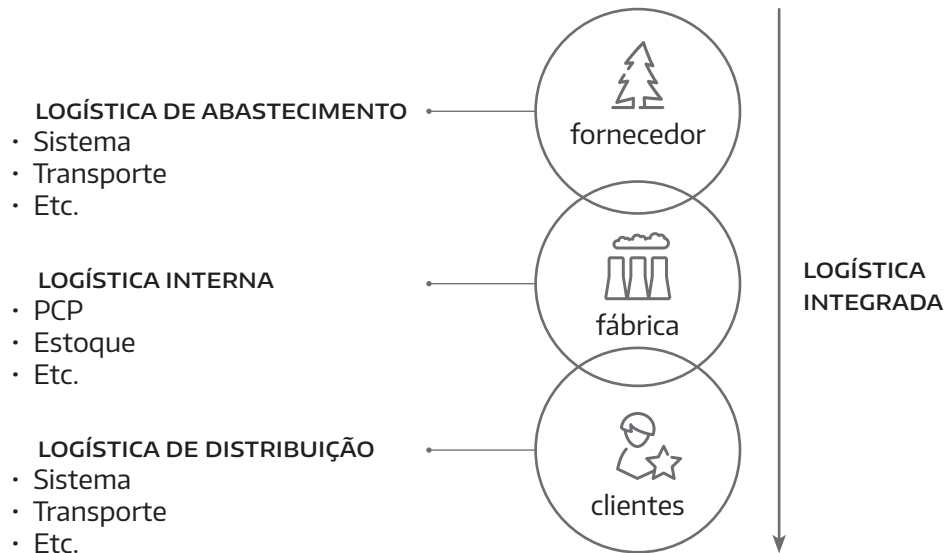 LOGÍSTICA DE ABASTECIMENTO
• Sistema
• Transporte
• Etc.
fornecedor
LOGÍSTICA INTERNA
• PCP
• Estoque
• Etc.
fábrica
LOGÍSTICA DE DISTRIBUIÇÃO
• Sistema
• Transporte
• Etc.
clientes
LOGÍSTICA
INTEGRADA